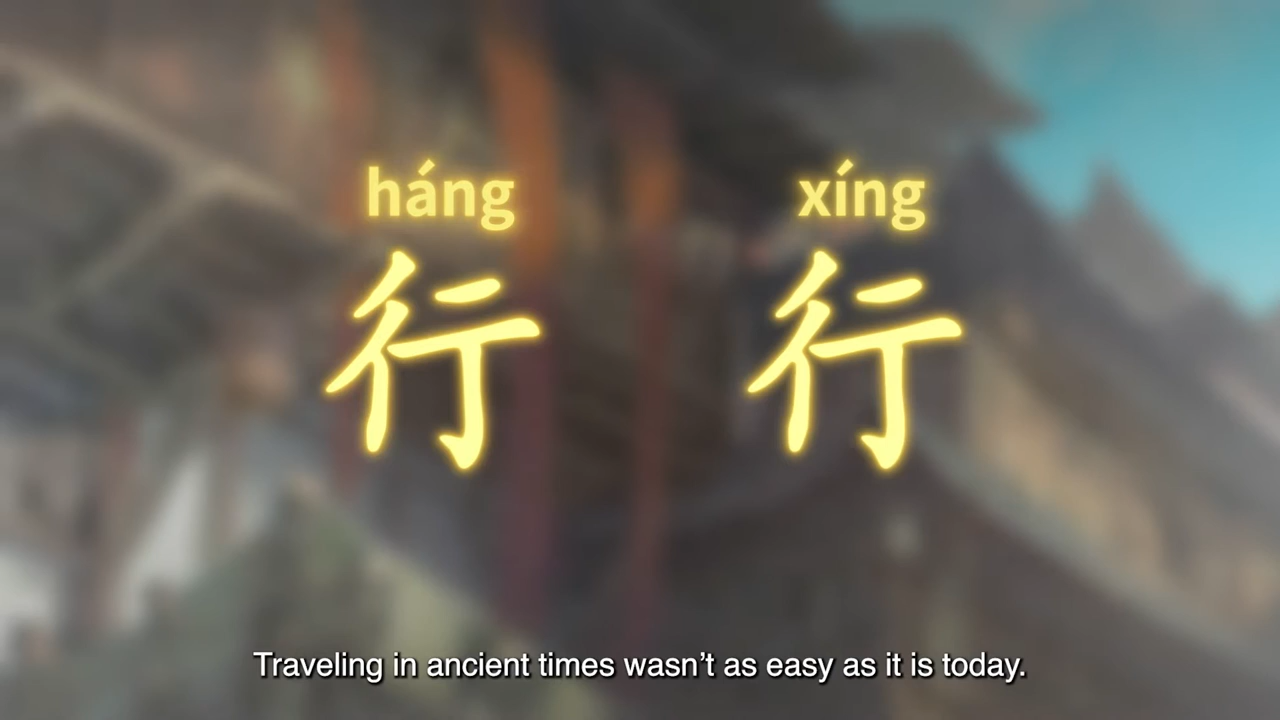 háng xíng
行 行
Traveling in ancient times wasn’t as easy as it is today.